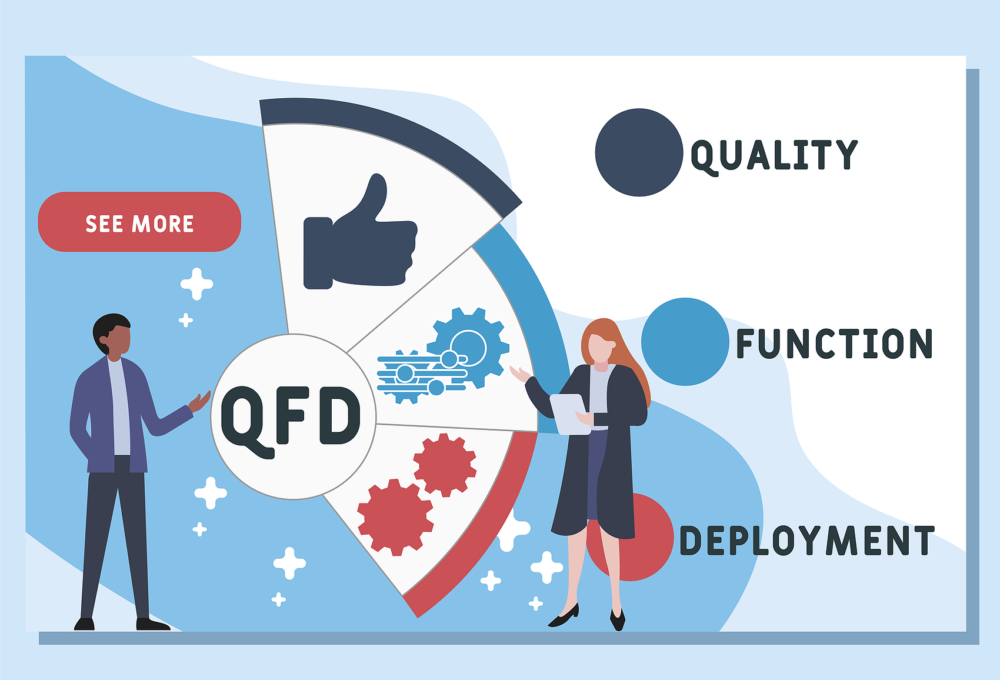 SEE MORE
QFD
QUALITY
FUNCTION
DEPLOYMENT